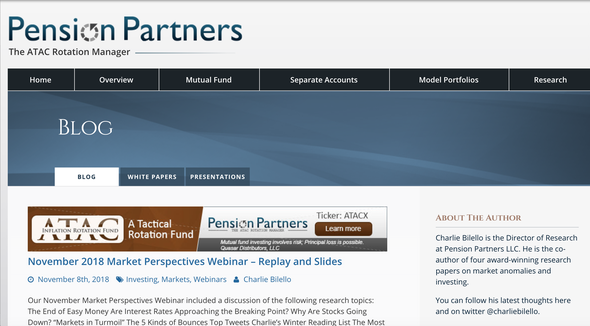 Pension Partners
The ATAC Rotation Manager
Home Overview Mutual Fund Separate Accounts Model Portfolios Research
Blog
BLOG WHITE PAPERS PRESENTATIONS
ATAC
INFLATION ROTATION FUND
A Tactical
Rotation Fund
Pension Partners
THE ATAC ROTATION MANAGER
Ticker: ATACX
Learn more
Mutual fund investing involves risk; Principal loss is possible.
Quasar Distributors, LLC
November 2018 Market Perspectives Webinar – Replay and Slides
November 8th, 2018 Investing, Markets, Webinars Charlie Bilello
Our November Market Perspectives Webinar included a discussion of the following research topics:
The End of Easy Money Are Interest Rates Approaching the Breaking Point? Why Are Stocks Going
Down? “Markets in Turmoil” The 5 Kinds of Bounces Top Tweets Charlie’s Winter Reading List The Most
About The Author
Charlie Bilello is the Director of Research
at Pension Partners LLC. He is the co-
author of four award-winning research
papers on market anomalies and
investing.
You can follow his latest thoughts here
and on twitter @charliebilello.